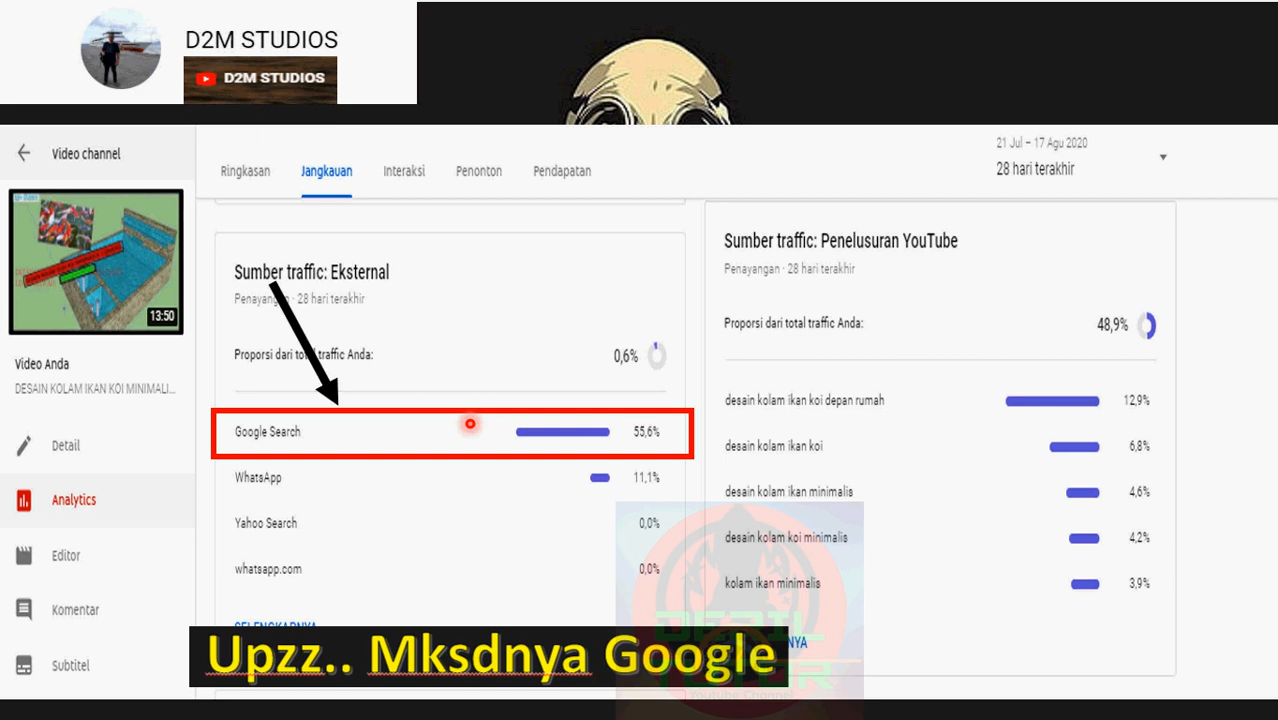 D2M STUDIOS
D2M STUDIOS
Video channel
13:50
Video Anda
DESAIN KOLAM IKAN KOI MINIMALI...
Detail
Analytics
Editor
Komentar
Subtitel
Ringkasan Jangkauan Interaksi Penonton Pendapatan
21 Jul – 17 Agu 2020
28 hari terakhir
Sumber traffic: Eksternal
Penayangan · 28 hari terakhir
Proporsi dari total traffic Anda: 0,6%
Google Search 55,6%
WhatsApp 11,1%
Yahoo Search 0,0%
whatsapp.com 0,0%
SELENGKAPNYA
Sumber traffic: Penelusuran YouTube
Penayangan · 28 hari terakhir
Proporsi dari total traffic Anda: 48,9%
desain kolam ikan koi depan rumah 12,9%
desain kolam ikan koi 6,8%
desain kolam ikan minimalis 4,6%
desain kolam koi minimalis 4,2%
kolam ikan minimalis 3,9%
NYA
Upzz.. Mksdnya Google
Youtube Channel